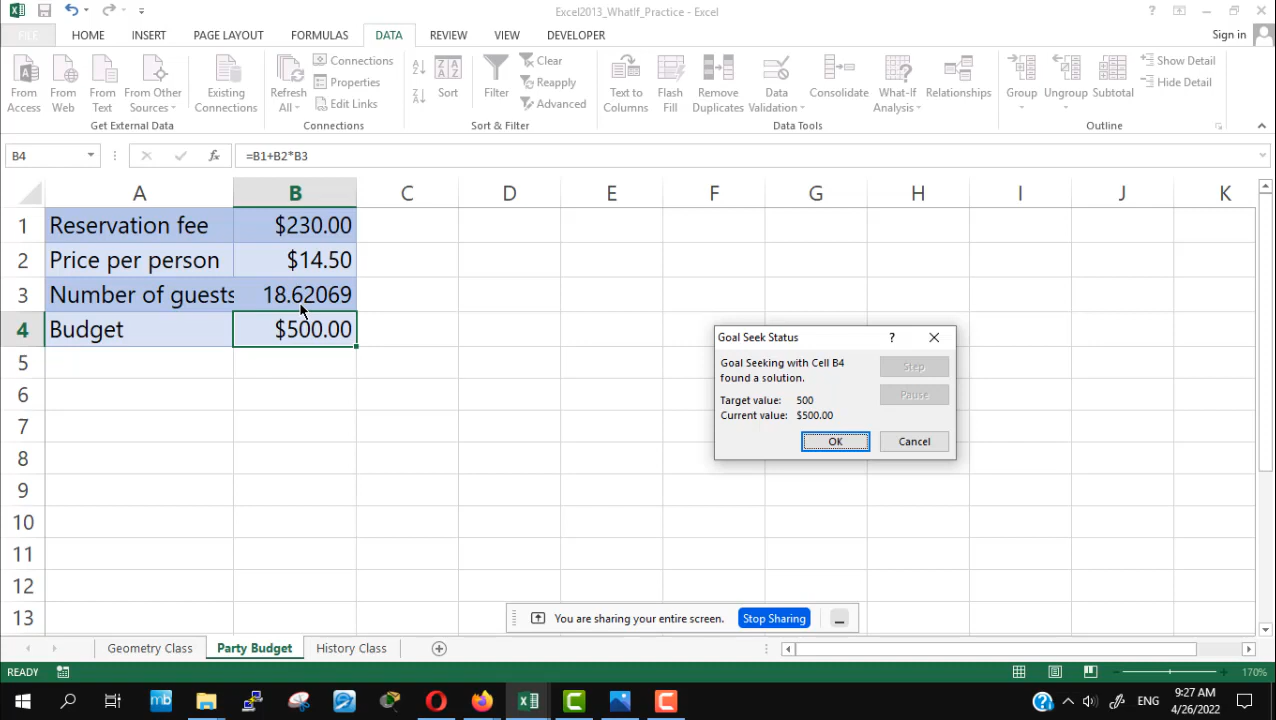 Excel2013_WhatIf_Practice - Excel
FILE
HOME
INSERT
PAGE LAYOUT
FORMULAS
DATA
REVIEW
VIEW
DEVELOPER
Sign in
From Access
From Web
From Text
From Other Sources
Existing Connections
Get External Data
Refresh All
Connections
Properties
Edit Links
Connections
Sort
Filter
Clear
Reapply
Advanced
Sort & Filter
Text to Columns
Flash Fill
Remove Duplicates
Data Validation
Consolidate
What-If Analysis
Relationships
Data Tools
Group
Ungroup
Subtotal
Show Detail
Hide Detail
Outline
B4
fx
=B1+B2*B3
A B C D E F G H I J K
1 Reservation fee $230.00
2 Price per person $14.50
3 Number of guests 18.62069
4 Budget $500.00
5
6
7
8
9
10
11
12
13
Goal Seek Status
?
Goal Seeking with Cell B4
found a solution.
Target value: 500
Current value: $500.00
Step
Pause
OK
Cancel
You are sharing your entire screen.
Stop Sharing
Geometry Class
Party Budget
History Class
READY
170%
mb
ENG
9:27 AM
4/26/2022